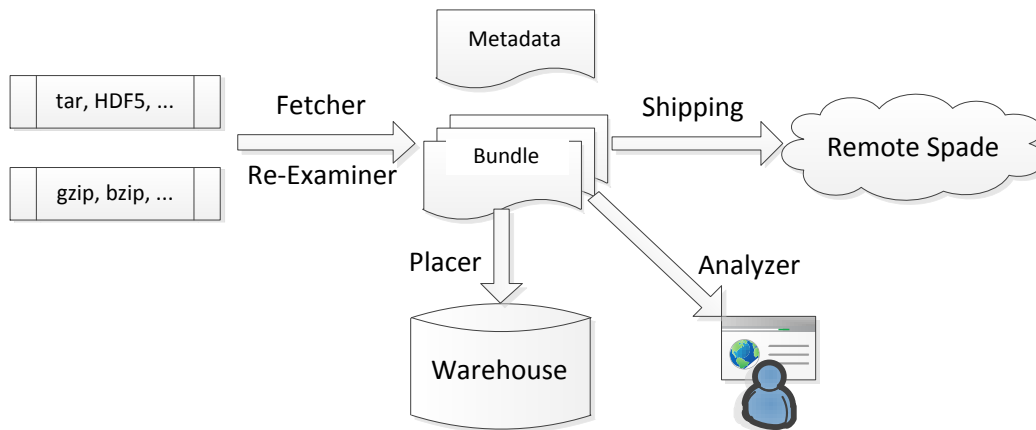 Metadata
tar, HDF5, ...
Fetcher
Shipping
Bundle
Remote Spade
Re-Examiner
gzip, bzip, ...
Placer
Analyzer
Warehouse